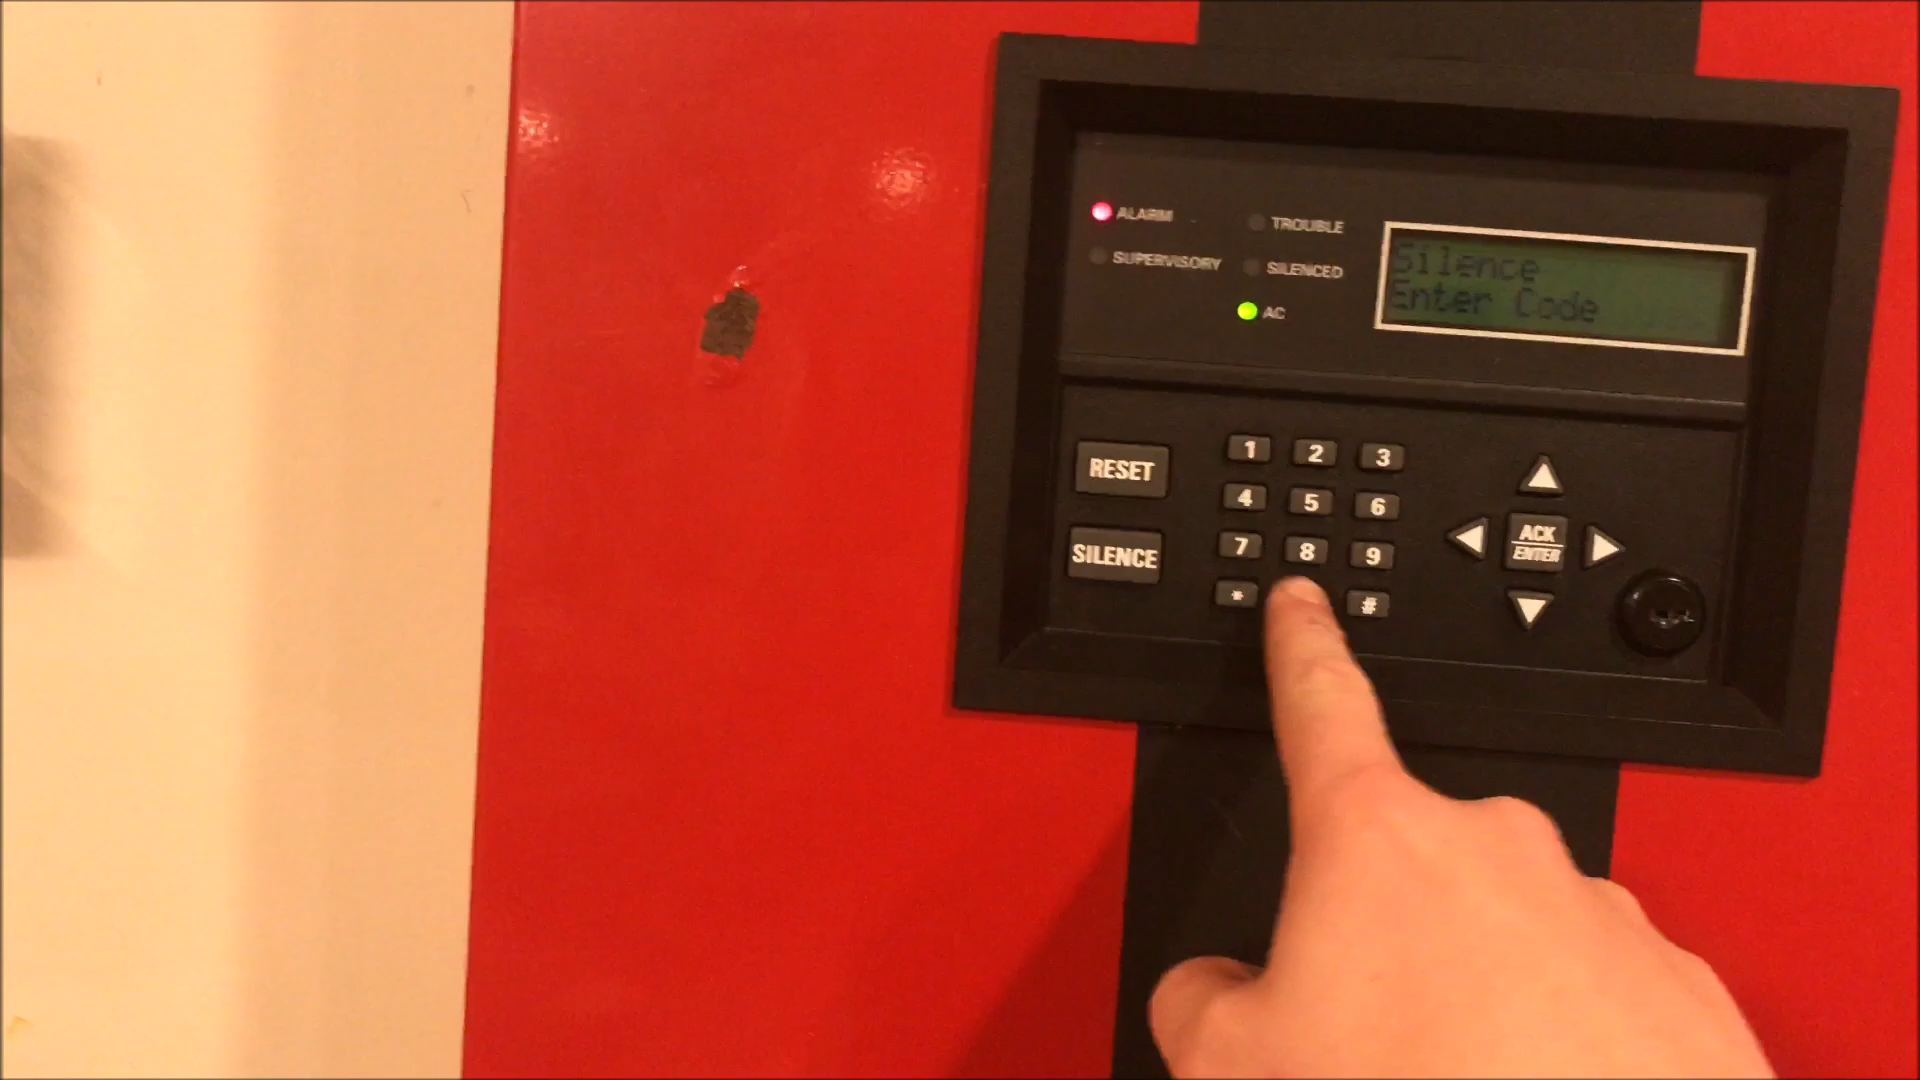 ALARM
TROUBLE
SUPERVISORY
SILENCED
AC
Silence
Enter Code
RESET
SILENCE
1 2 3
4 5 6
7 8 9
* #
ACK
ENTER